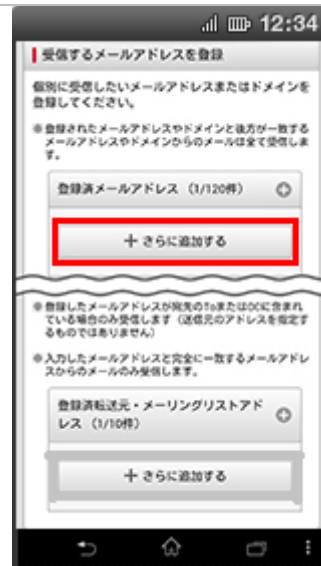 12:34
受信するメールアドレスを登録
個別に受信したいメールアドレスまたはドメインを
登録してください。
※登録されたメールアドレスやドメインと後方が一致する
メールアドレスやドメインからのメールは全て受信しま
す。
登録済メールアドレス （1/120件）
＋さらに追加する
※登録したメールアドレスが宛先のToまたはCCに含まれ
ている場合のみ受信します（送信元のアドレスを指定す
るものではありません）
※入力したメールアドレスと完全に一致するメールアドレ
スからのメールのみ受信します。
登録済転送元・メーリングリストアド
レス （1/10件）
＋さらに追加する